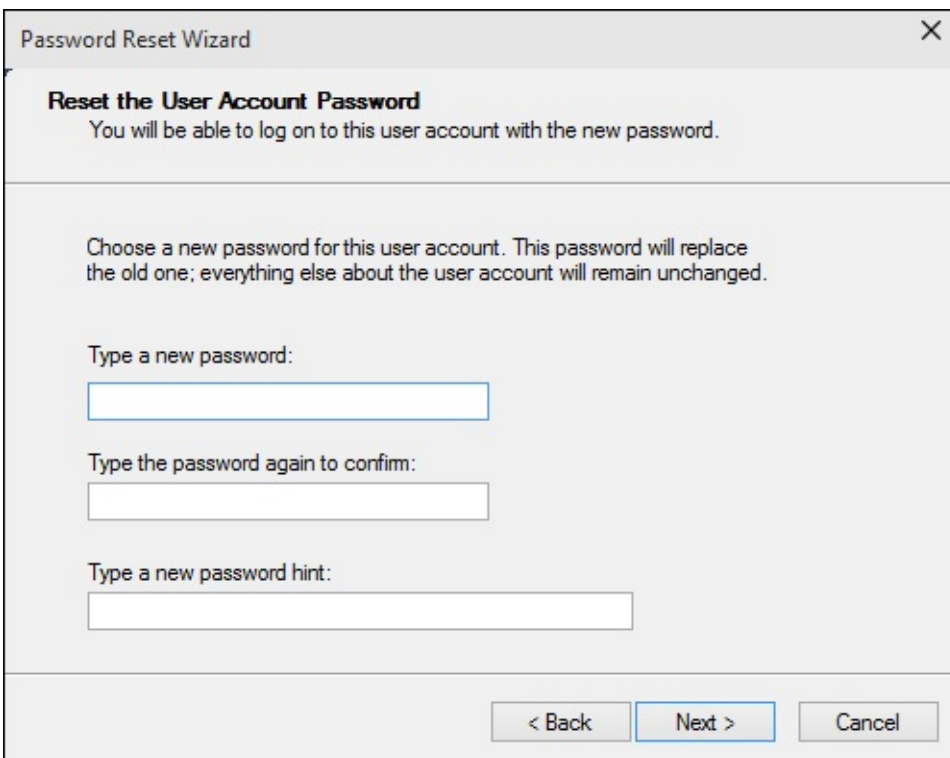 Password Reset Wizard
Reset the User Account Password
You will be able to log on to this user account with the new password.
Choose a new password for this user account. This password will replace
the old one; everything else about the user account will remain unchanged.
Type a new password:
Type the password again to confirm:
Type a new password hint:
< Back Next > Cancel